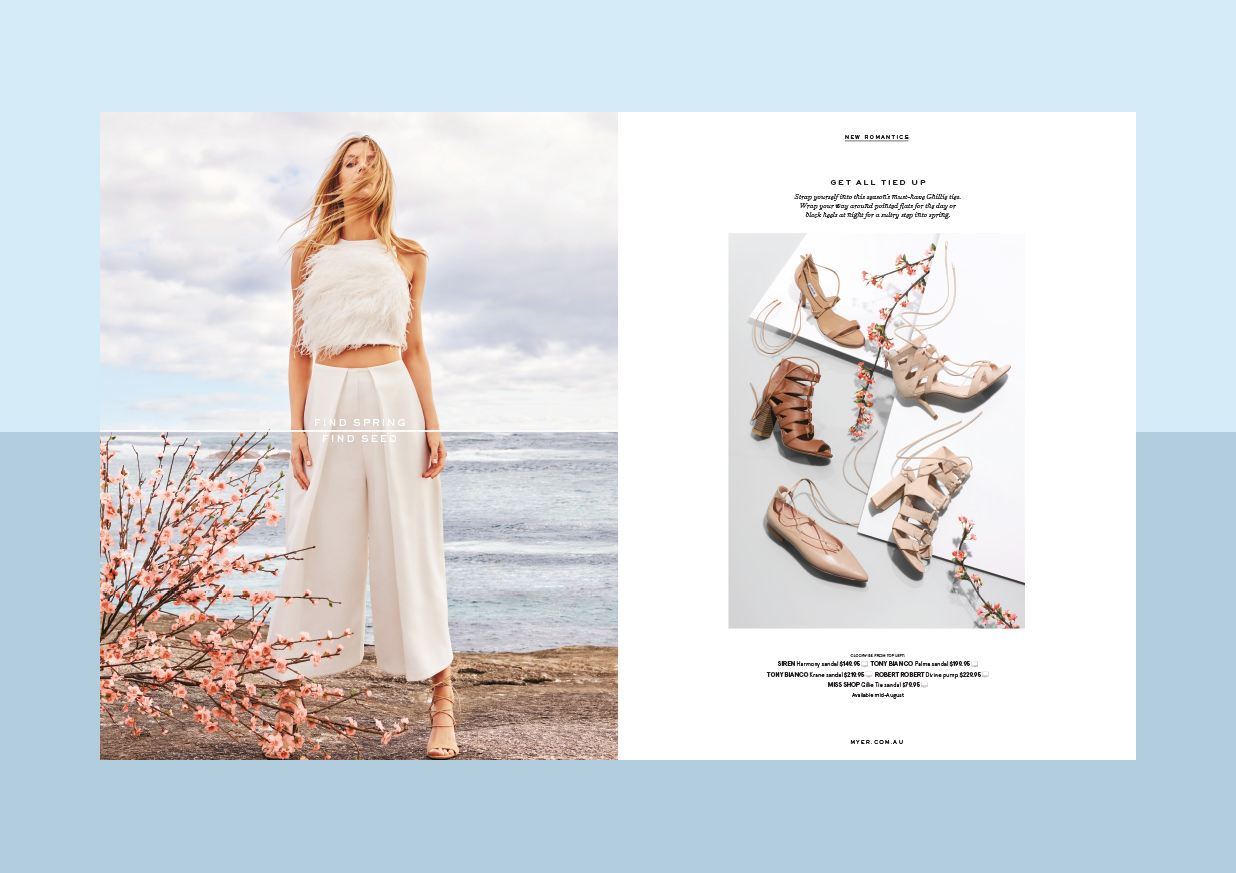 FIND SPRING
FIND SEED
NEW ROMANTICS
GET ALL TIED UP
Strap yourself into this season's must-have Ghillie ties.
Wrap your way around pointed flats for the day or
block heels at night for a sultry step into spring.
CLOCKWISE FROM TOP LEFT:
SIREN Harmony sandal $149.95 TONY BIANCO Palma sandal $199.95
TONY BIANCO Krane sandal $219.95 ROBERT ROBERT Divine pump $229.95
MISS SHOP Gillie Tie sandal $79.95
Available mid-August
MYER.COM.AU